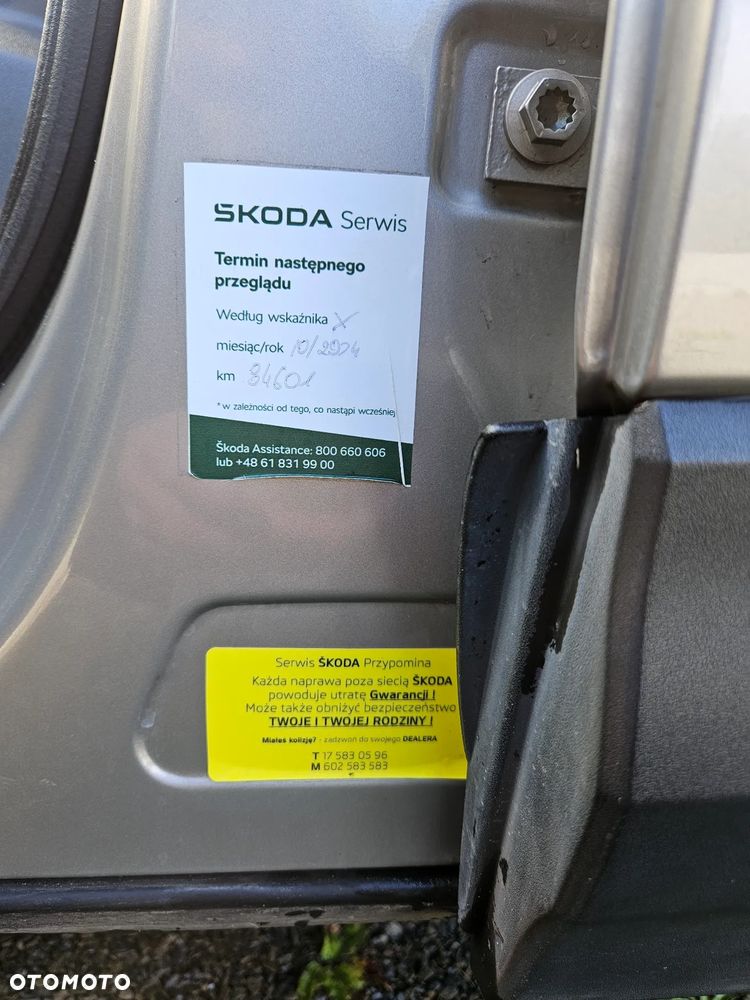 ŠKODA Serwis
Termin następnego
przeglądu
Według wskaźnika X
miesiąc/rok 10/2024
km 34601
*w zależności od tego, co nastąpi wcześniej
Škoda Assistance: 800 660 606
lub +48 61 831 99 00
Serwis ŠKODA Przypomina
Każda naprawa poza siecią ŠKODA
powoduje utratę Gwarancji !
Może także obniżyć bezpieczeństwo
TWOJE I TWOJEJ RODZINY !
Miałeś kolizję? - zadzwoń do swojego DEALERA
T 17 583 05 96
M 602 583 583
OTOMOTO